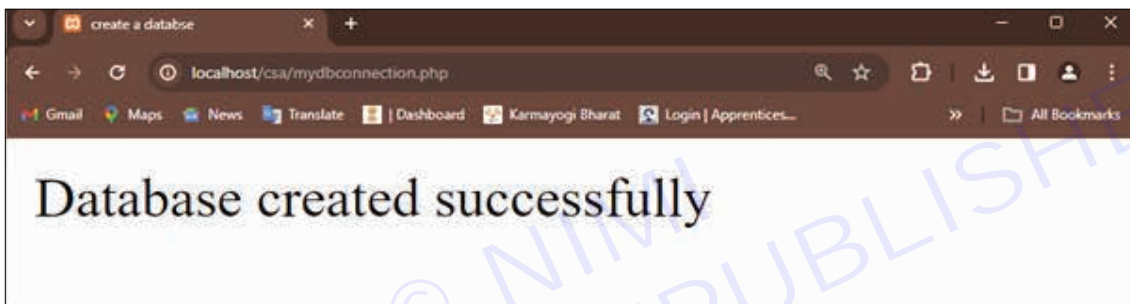 create a databse
localhost/csa/mydbconnection.php
Gmail Maps News Translate | Dashboard Karmayogi Bharat Login | Apprentices... » All Bookmarks
Database created successfully
© NIMI
PUBLISHE